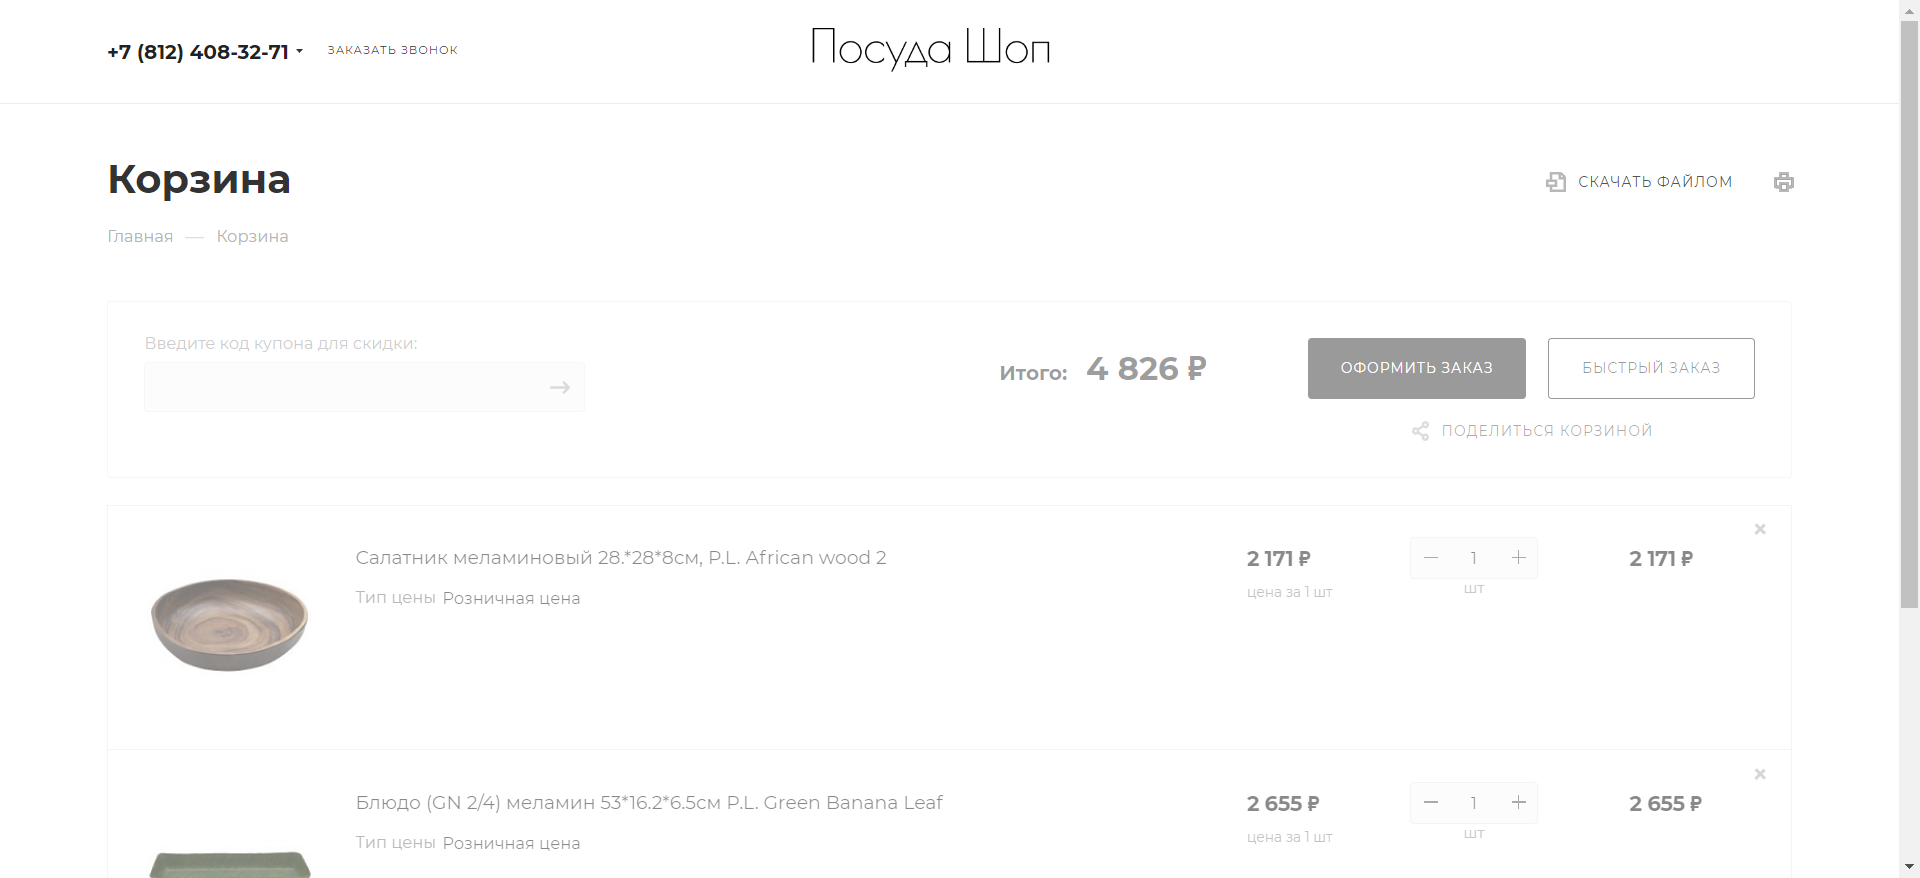 +7 (812) 408-32-71
ЗАКАЗАТЬ ЗВОНОК
Посуда Шоп
Корзина
СКАЧАТЬ ФАЙЛОМ
Главная — Корзина
Введите код купона для скидки:
Итого: 4 826 ₽
ОФОРМИТЬ ЗАКАЗ
БЫСТРЫЙ ЗАКАЗ
ПОДЕЛИТЬСЯ КОРЗИНОЙ
Салатник меламиновый 28.*28*8см, P.L. African wood 2
Тип цены Розничная цена
2 171 ₽
цена за 1 шт
1
шт
2 171 ₽
Блюдо (GN 2/4) меламин 53*16.2*6.5см P.L. Green Banana Leaf
Тип цены Розничная цена
2 655 ₽
цена за 1 шт
1
шт
2 655 ₽